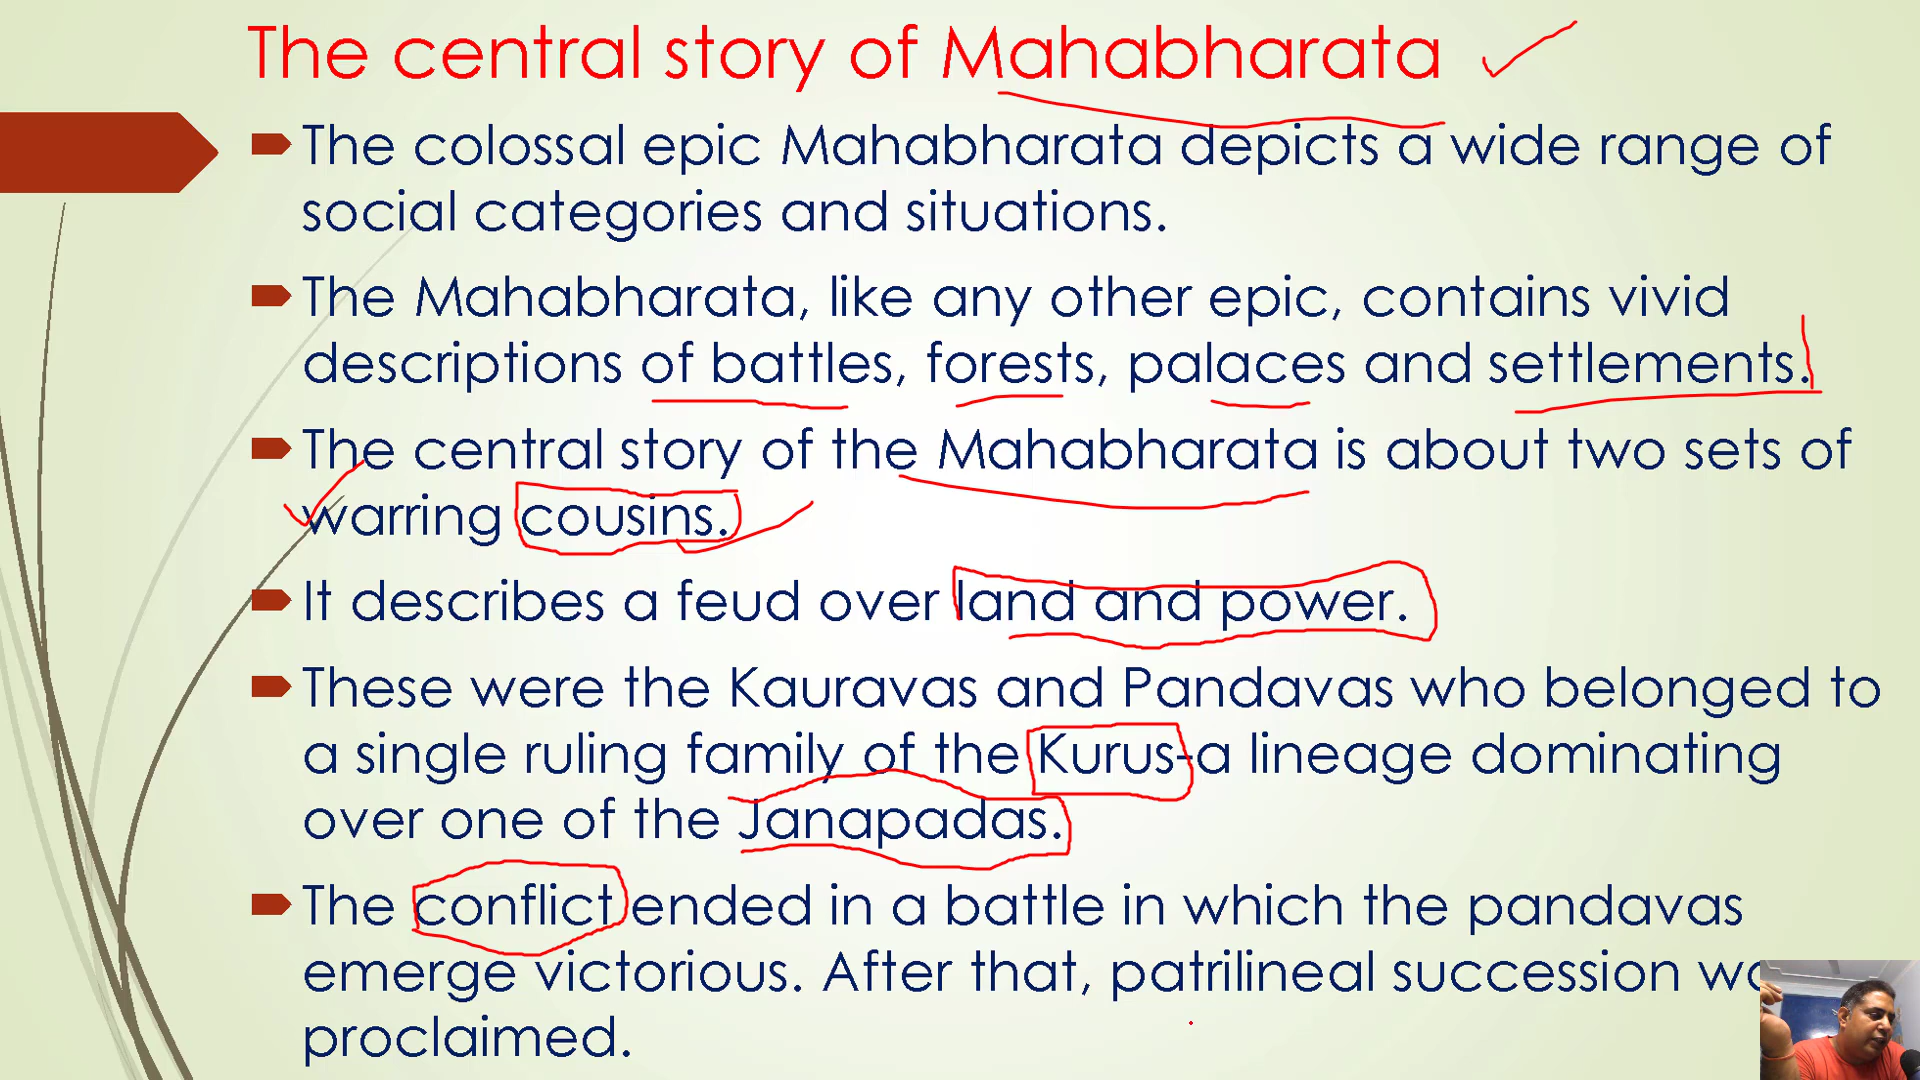 The central story of Mahabharata
The colossal epic Mahabharata depicts a wide range of
social categories and situations.
The Mahabharata, like any other epic, contains vivid
descriptions of battles, forests, palaces and settlements.
The central story of the Mahabharata is about two sets of
warring cousins.
It describes a feud over land and power.
These were the Kauravas and Pandavas who belonged to
a single ruling family of the Kurus-a lineage dominating
over one of the Janapadas.
The conflict ended in a battle in which the pandavas
emerge victorious. After that, patrilineal succession
proclaimed.